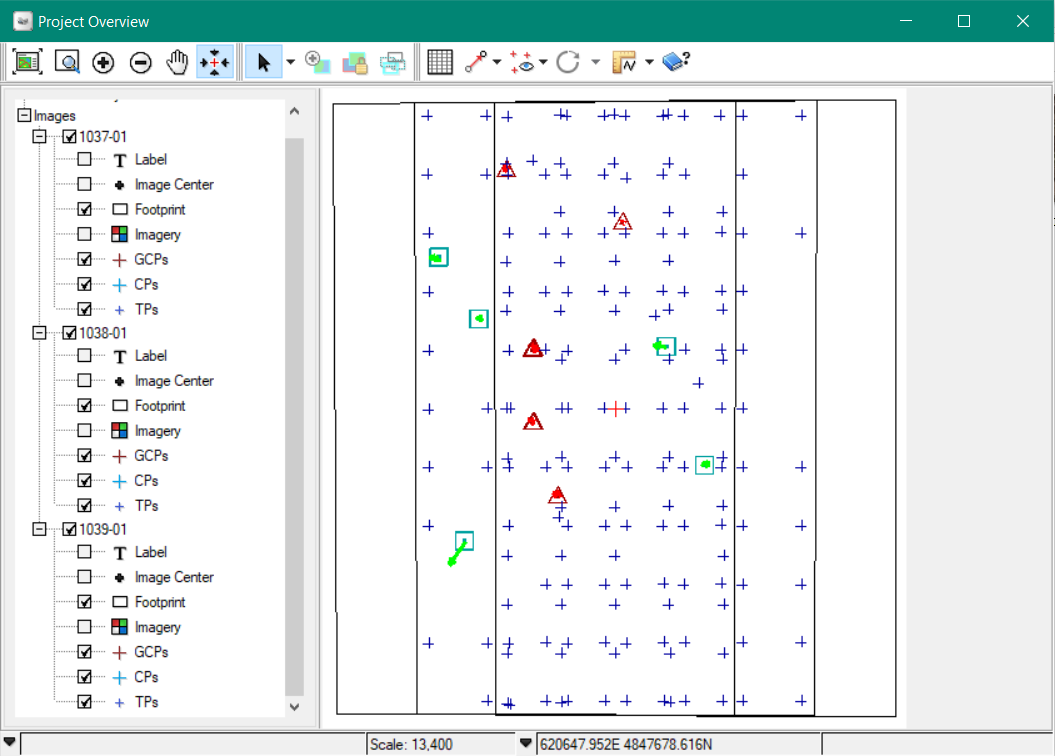 Project Overview
Images
1037-01
T Label
Image Center
Footprint
Imagery
GCPs
CPs
TPs
1038-01
T Label
Image Center
Footprint
Imagery
GCPs
CPs
TPs
1039-01
T Label
Image Center
Footprint
Imagery
GCPs
CPs
TPs
Scale: 13,400
620647.952E 4847678.616N